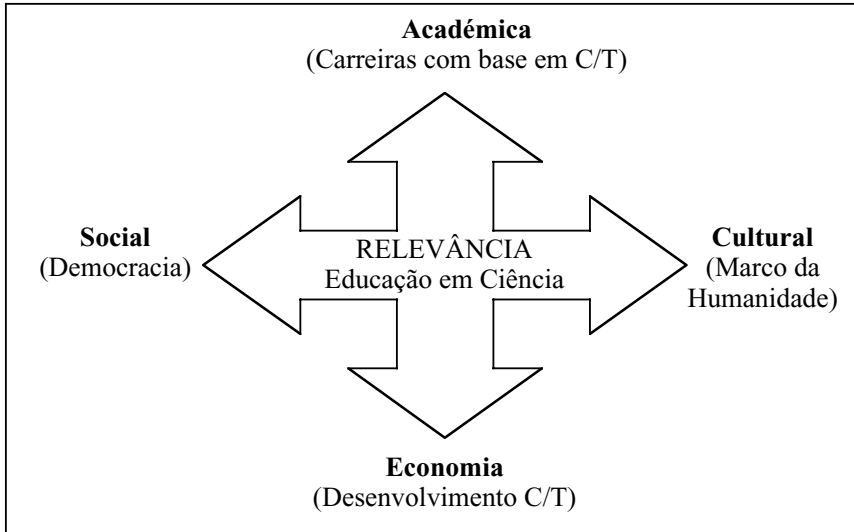 Académica
(Carreiras com base em C/T)
Social
(Democracia)
RELEVÂNCIA
Educação em Ciência
Cultural
(Marco da
Humanidade)
Economia
(Desenvolvimento C/T)